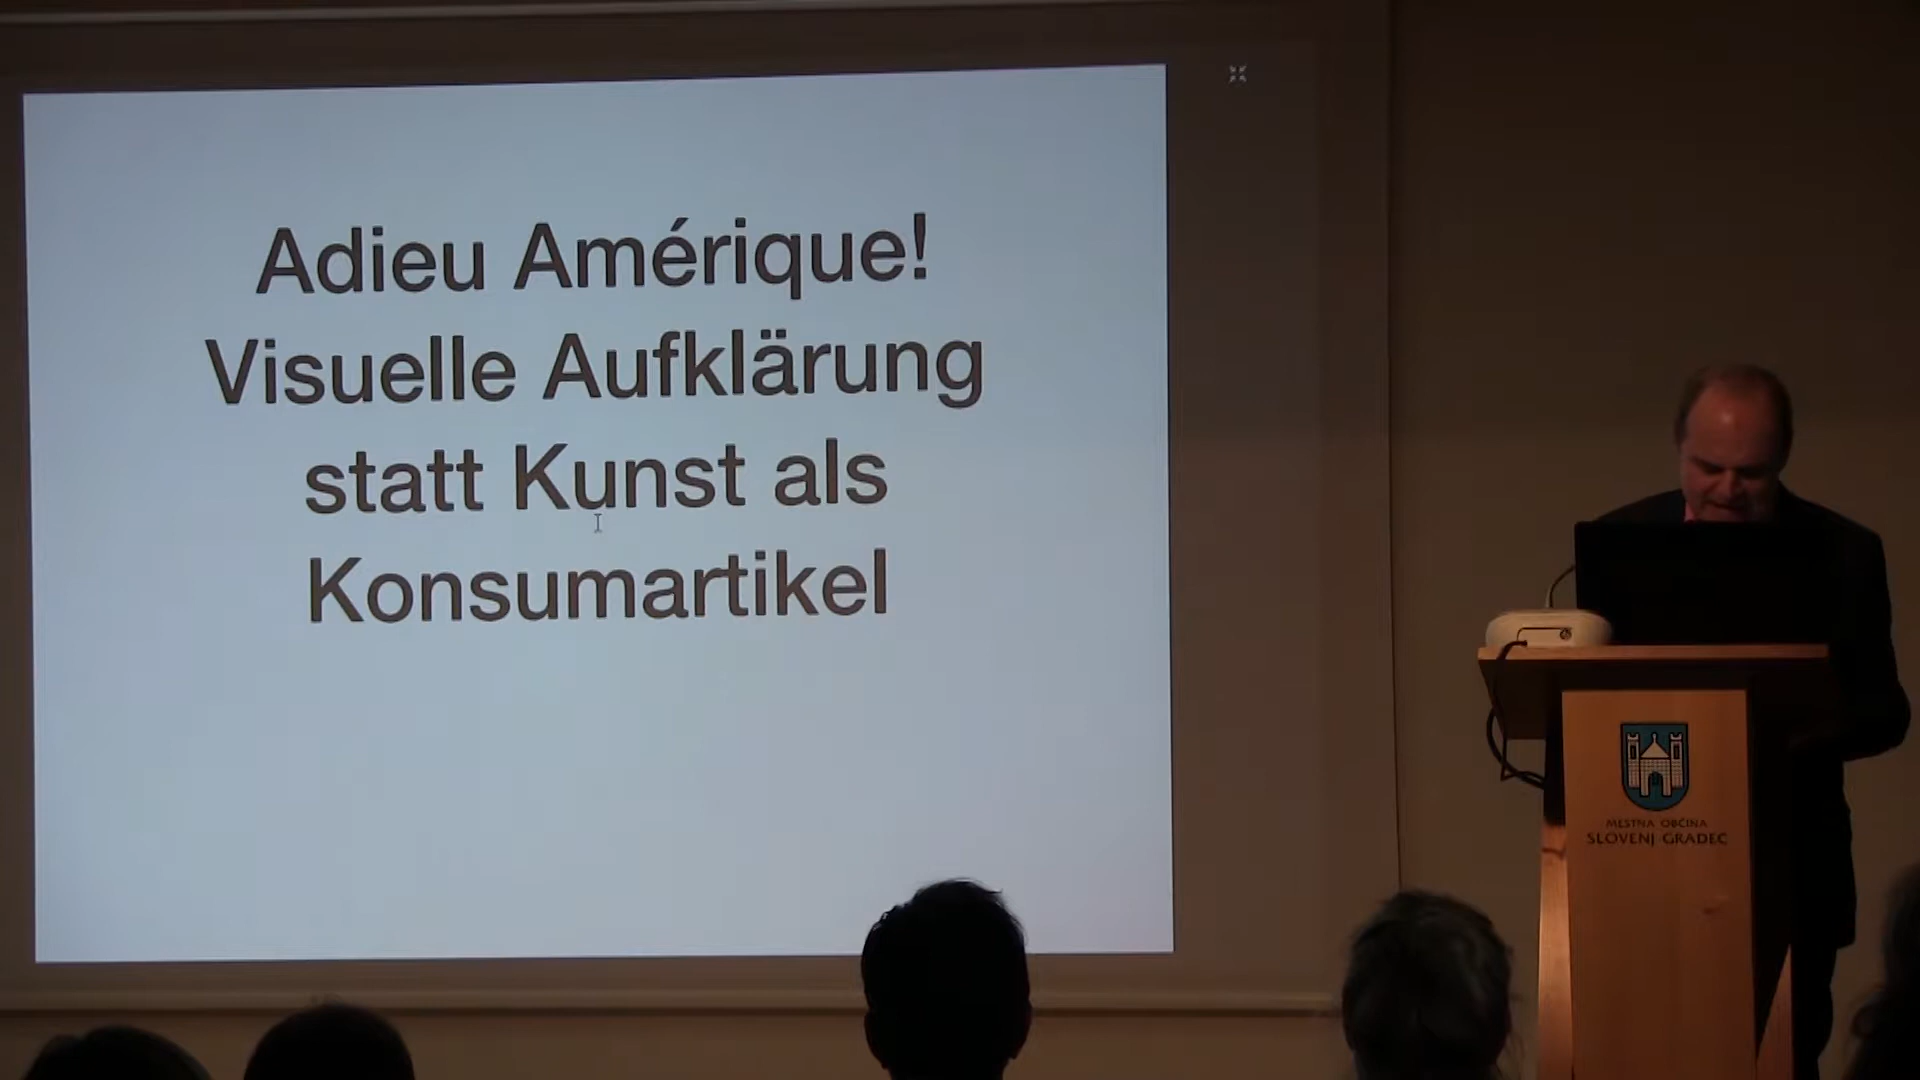 Adieu Amérique!
Visuelle Aufklärung
statt Kunst als
Konsumartikel
MESTNA OBČINA
SLOVENJ GRADEC